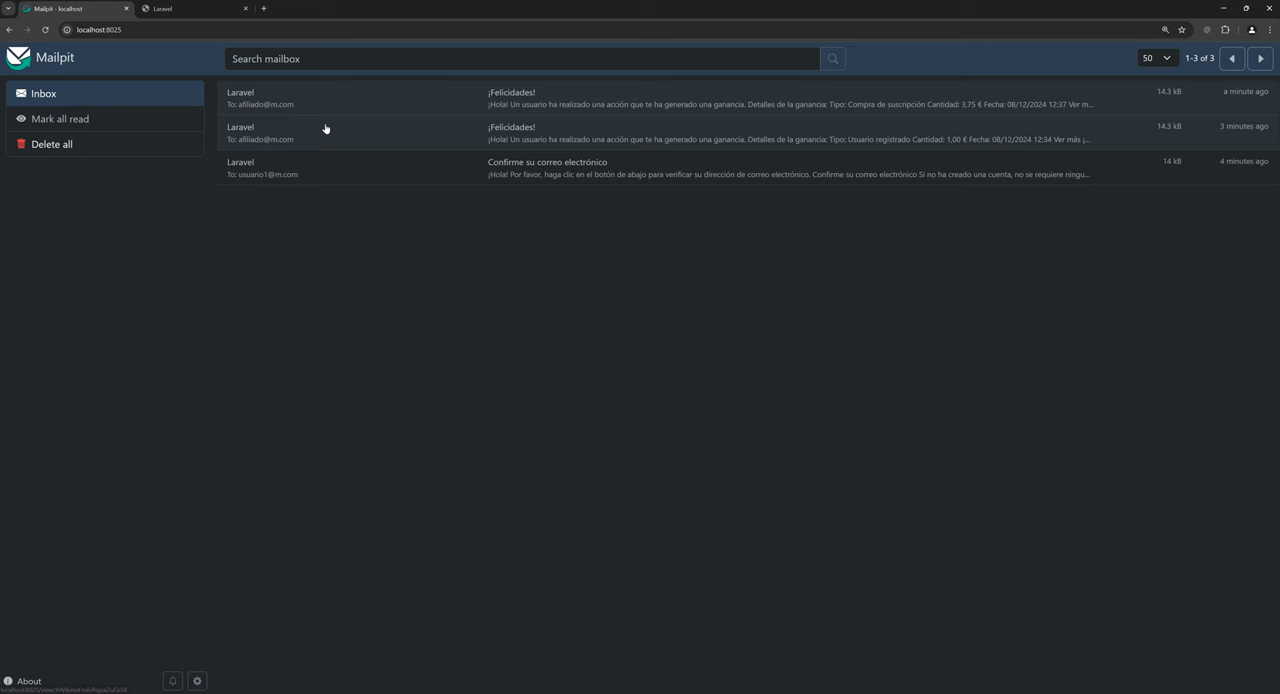 Mailpit - localhost
Laravel
localhost:8025
Mailpit
Search mailbox
50
1-3 of 3
Inbox
Mark all read
Delete all
Laravel
To: afiliado@m.com
¡Felicidades!
¡Hola! Un usuario ha realizado una acción que te ha generado una ganancia. Detalles de la ganancia: Tipo: Compra de suscripción Cantidad: 3,75 € Fecha: 08/12/2024 12:37 Ver m...
14.3 kB
a minute ago
Laravel
To: afiliado@m.com
¡Felicidades!
¡Hola! Un usuario ha realizado una acción que te ha generado una ganancia. Detalles de la ganancia: Tipo: Usuario registrado Cantidad: 1,00 € Fecha: 08/12/2024 12:34 Ver más ¡...
14.3 kB
3 minutes ago
Laravel
To: usuario1@m.com
Confirme su correo electrónico
¡Hola! Por favor, haga clic en el botón de abajo para verificar su dirección de correo electrónico. Confirme su correo electrónico Si no ha creado una cuenta, no se requiere ningu...
14 kB
4 minutes ago
About